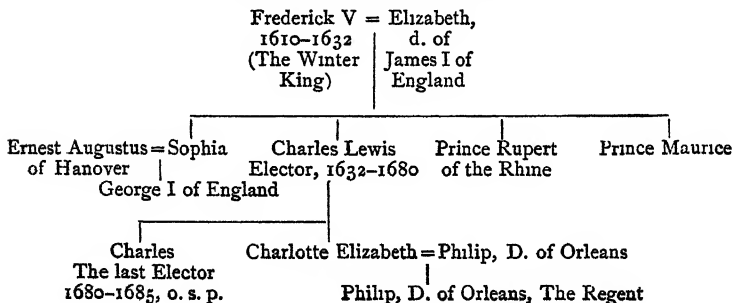 Frederick V = Elizabeth,
1610–1632 d. of
(The Winter James I of
King) England
Ernest Augustus = Sophia Charles Lewis Prince Rupert Prince Maurice
of Hanover Elector, 1632–1680 of the Rhine
George I of England
Charles Charlotte Elizabeth = Philip, D. of Orleans
The last Elector
1680–1685, o. s. p. Philip, D. of Orleans, The Regent